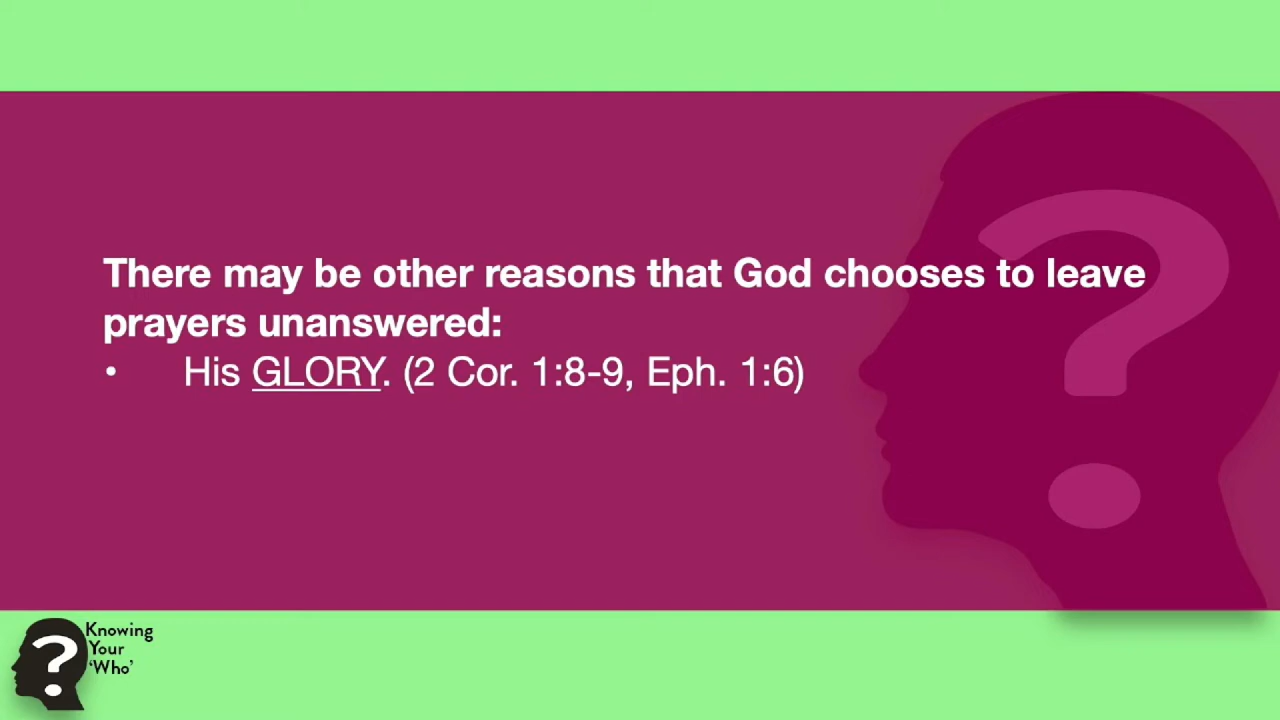 There may be other reasons that God chooses to leave
prayers unanswered:
• His GLORY. (2 Cor. 1:8-9, Eph. 1:6)
?
Knowing
Your
‘Who’
?